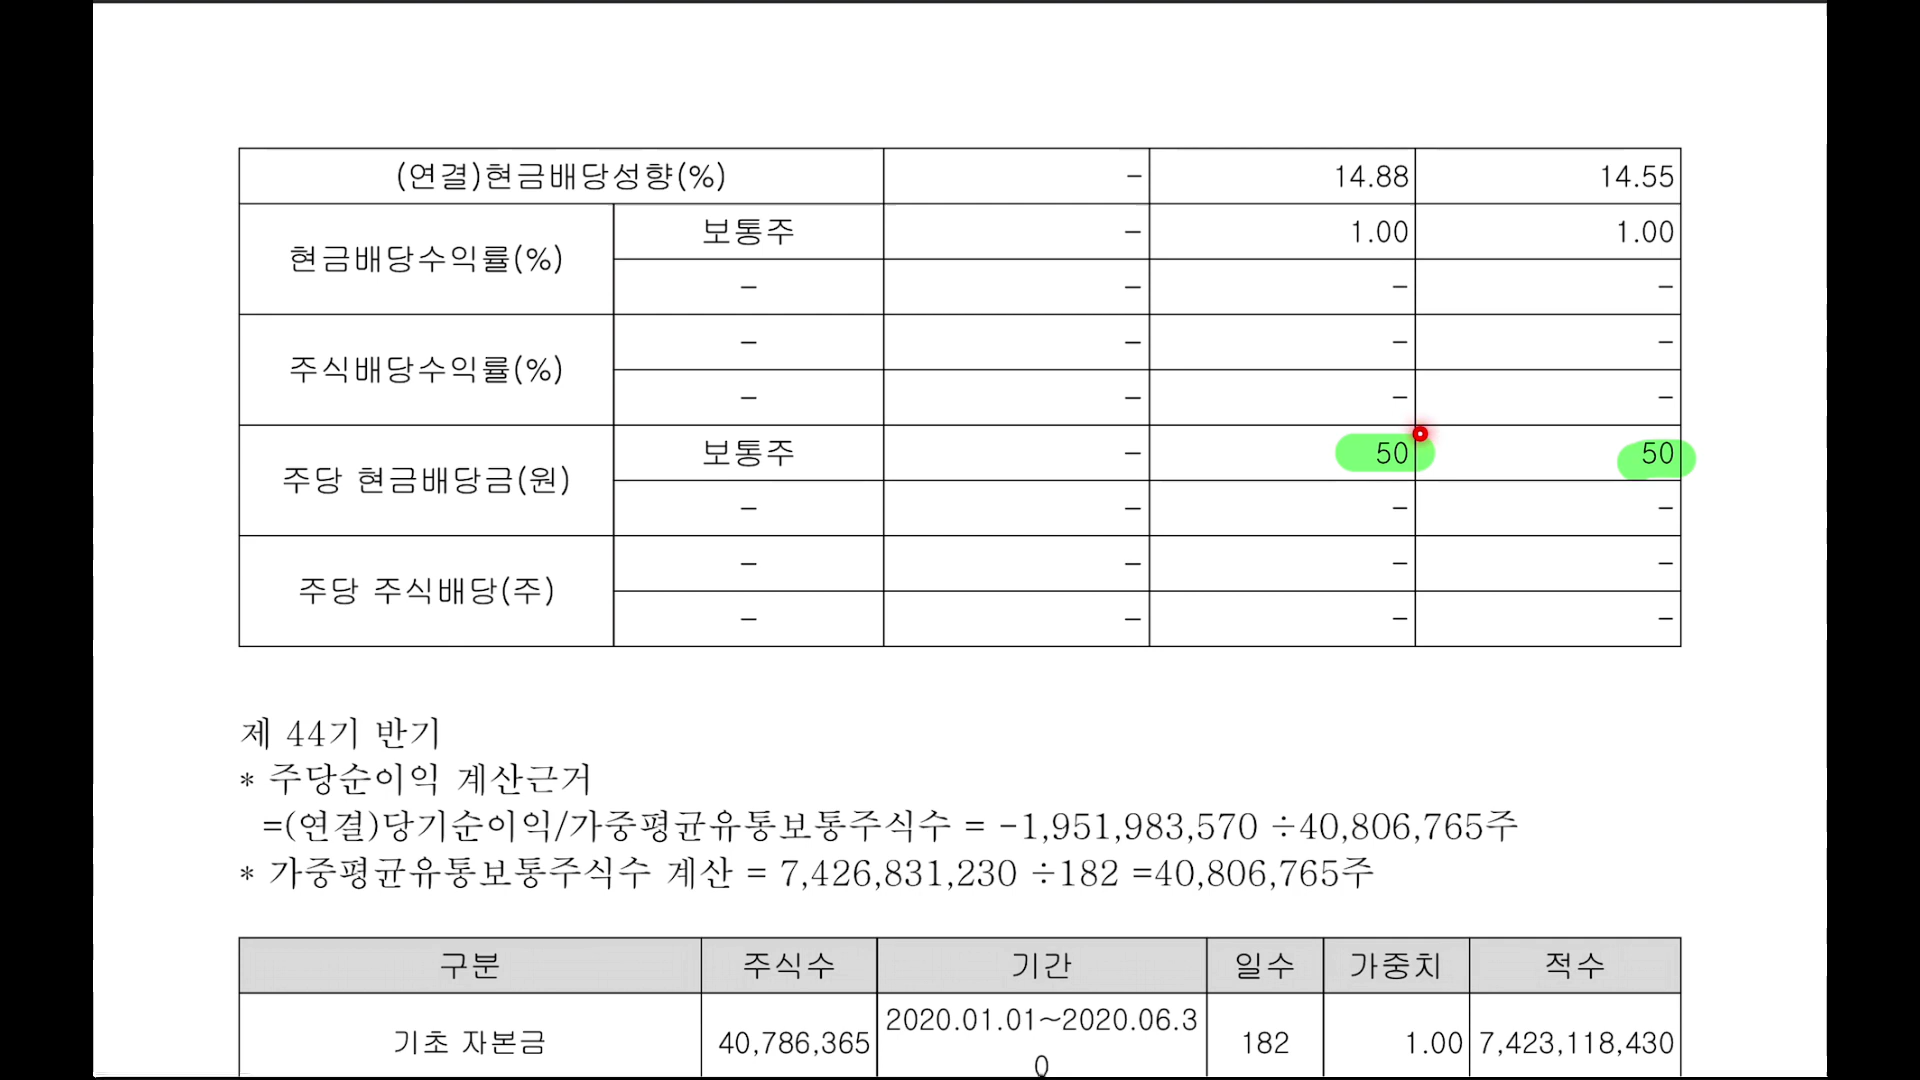 (연결)현금배당성향(%) - 14.88 14.55
현금배당수익률(%) 보통주 - 1.00 1.00
- - - -
주식배당수익률(%) - - - -
- - - -
주당 현금배당금(원) 보통주 - 50 50
- - - -
주당 주식배당(주) - - - -
- - - -
제 44기 반기
* 주당순이익 계산근거
=(연결)당기순이익/가중평균유통보통주식수 = -1,951,983,570 ÷40,806,765주
* 가중평균유통보통주식수 계산 = 7,426,831,230 ÷182 =40,806,765주
구분 주식수 기간 일수 가중치 적수
기초 자본금 40,786,365 2020.01.01~2020.06.3 182 1.00 7,423,118,430
0